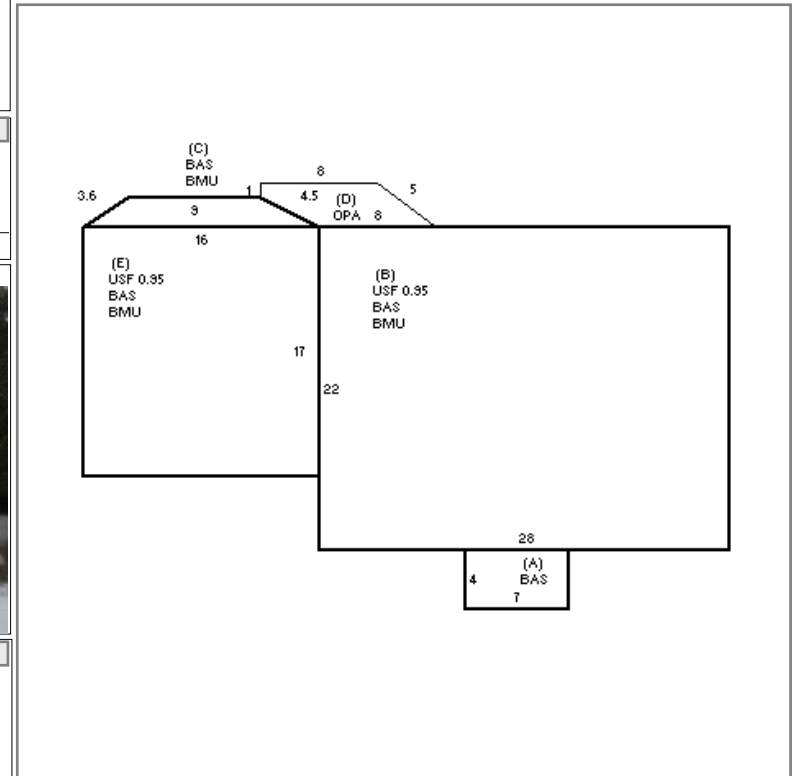 (C)
BAS
BMU
8
3.6
1
4.5
5
9
(D)
OPA 8
16
(E)
USF 0.95
BAS
BMU
(B)
USF 0.95
BAS
BMU
17
22
28
(A)
4 BAS
7